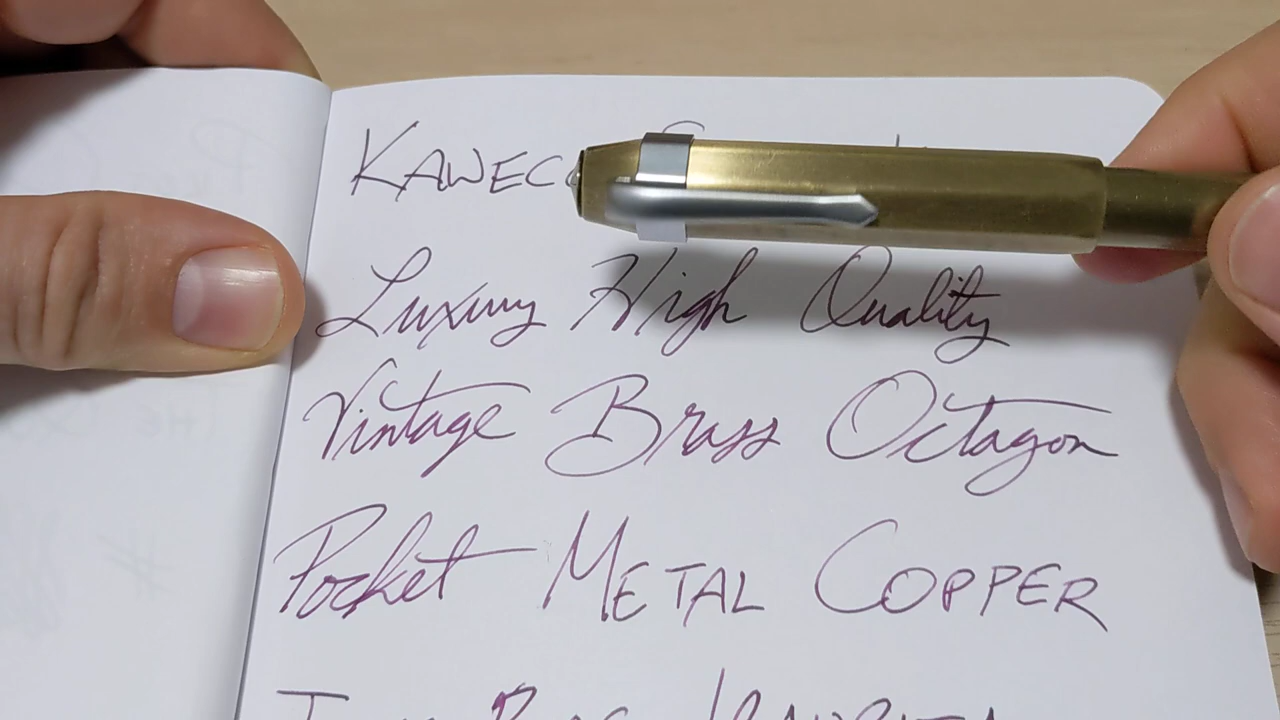 KAWECO
Luxury High Quality
Vintage Brass Octagon
Pocket METAL COPPER